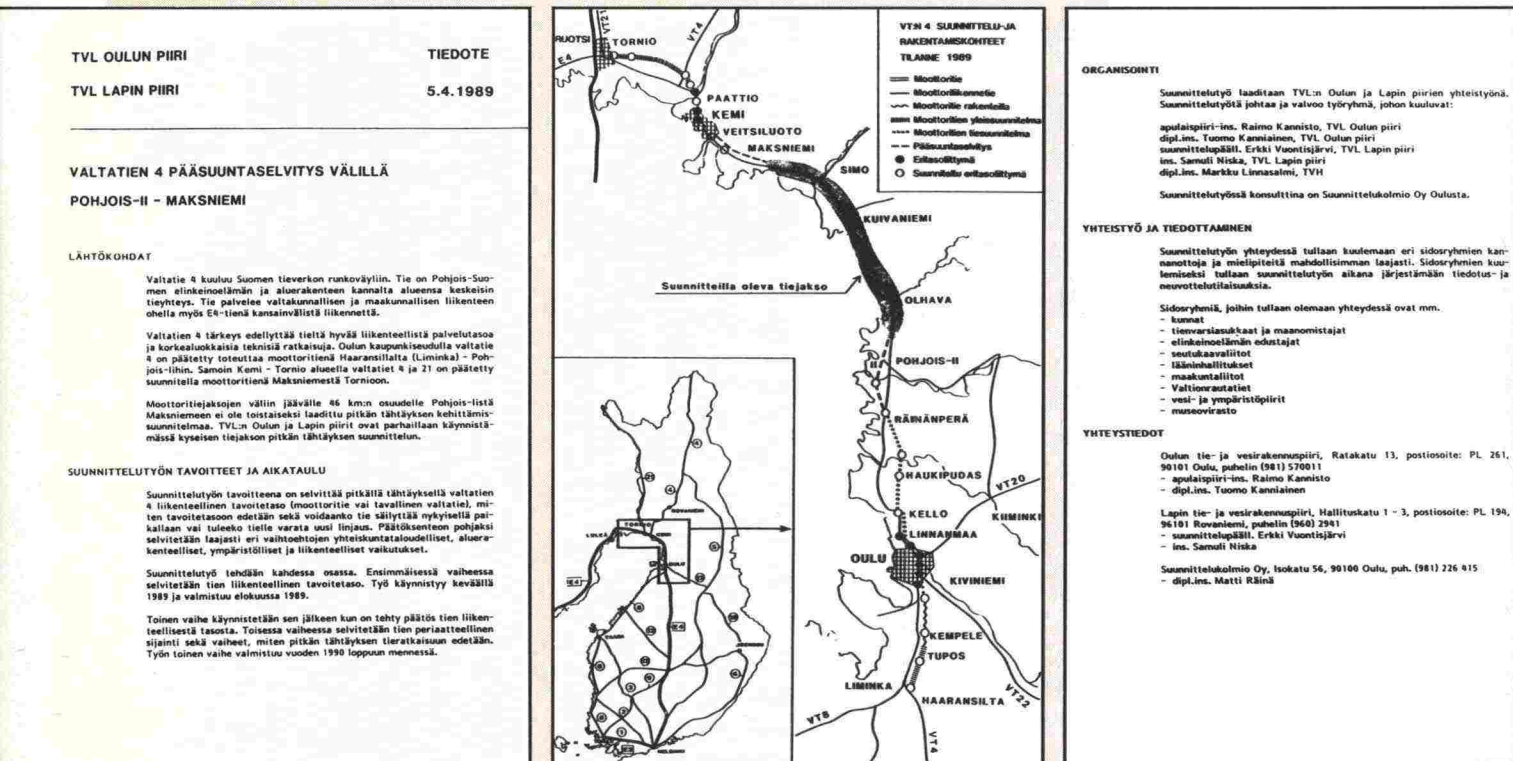 TVL OULUN PIIRI TIEDOTE
TVL LAPIN PIIRI 5.4.1989
VALTATIEN 4 PÄÄSUUNTASELVITYS VÄLILLÄ
POHJOIS-II - MAKSNIEMI
LÄHTÖKOHDAT
Valtatie 4 kuuluu Suomen tieverkon runkoväyliin. Tie on Pohjois-Suo-
men elinkeinoelämän ja aluerakenteen kannalta alueensa keskeisin
tieyhteys. Tie palvelee valtakunnallisen ja maakunnallisen liikenteen
ohella myös E4-tienä kansainvälistä liikennettä.
Valtatien 4 tärkeys edellyttää tieltä hyvää liikenteellistä palvelutasoa
ja korkealuokkaisia teknisiä ratkaisuja. Oulun kaupunkiseudulla valtatie
4 on päätetty toteuttaa moottoritienä Haaransillalta (Liminka) - Poh-
jois-Iihin. Samoin Kemi - Tornio alueella valtatiet 4 ja 21 on päätetty
suunnitella moottoritienä Maksniemestä Tornioon.
Moottoritiejaksojen väliin jäävälle 46 km:n osuudelle Pohjois-Iistä
Maksniemeen ei ole toistaiseksi laadittu pitkän tähtäyksen kehittämis-
suunnitelmaa. TVL:n Oulun ja Lapin piirit ovat parhaillaan käynnistä-
mässä kyseisen tiejakson pitkän tähtäyksen suunnittelun.
SUUNNITTELUTYÖN TAVOITTEET JA AIKATAULU
Suunnittelutyön tavoitteena on selvittää pitkällä tähtäyksellä valtatien
4 liikenteellinen tavoitetaso (moottoritie vai tavallinen valtatie), mi-
ten tavoitetasoon edetään sekä voidaanko tie säilyttää nykyisellä pai-
kallaan vai tuleeko tielle varata uusi linjaus. Päätöksenteon pohjaksi
selvitetään laajasti eri vaihtoehtojen yhteiskuntataloudelliset, aluera-
kenteelliset, ympäristölliset ja liikenteelliset vaikutukset.
Suunnittelutyö tehdään kahdessa osassa. Ensimmäisessä vaiheessa
selvitetään tien liikenteellinen tavoitetaso. Työ käynnistyy keväällä
1989 ja valmistuu elokuussa 1989.
Toinen vaihe käynnistetään sen jälkeen kun on tehty päätös tien liiken-
teellisestä tasosta. Toisessa vaiheessa selvitetään tien periaatteellinen
sijainti sekä vaiheet, miten pitkän tähtäyksen tieratkaisuun edetään.
Työn toinen vaihe valmistuu vuoden 1990 loppuun mennessä.
VT:N 4 SUUNNITTELU-JA
RAKENTAMISKOHTEET
TILANNE 1989
Moottoritie
Moottoriliikennetie
Moottoritie rakenteilla
Moottoritien yleissuunnitelma
Moottoritien tiesuunnitelma
Pääsuuntaselvitys
Eritasoliittymä
Suunniteltu eritasoliittymä
RUOTSI
VT21
TORNIO
VT4
E4
PAATTIO
KEMI
VEITSILUOTO
MAKSNIEMI
SIMO
KUIVANIEMI
Suunnitteilla oleva tiejakso
OLHAVA
POHJOIS-II
II
RÄINÄNPERÄ
HAUKIPUDAS
VT20
KELLO
KIIMINKI
LINNANMAA
OULU
KIVINIEMI
KEMPELE
TUPOS
LIMINKA
HAARANSILTA
VT22
VT8
VT4
ROVANIEMI
TORNIO
KEMI
LULEÅ
OULU
E4
E4
VAASA
JOENSUU
HELSINKI
E3
ORGANISOINTI
Suunnittelutyö laaditaan TVL:n Oulun ja Lapin piirien yhteistyönä.
Suunnittelutyötä johtaa ja valvoo työryhmä, johon kuuluvat:
apulaispiiri-ins. Raimo Kannisto, TVL Oulun piiri
dipl.ins. Tuomo Kanniainen, TVL Oulun piiri
suunnittelupääll. Erkki Vuontisjärvi, TVL Lapin piiri
ins. Samuli Niska, TVL Lapin piiri
dipl.ins. Markku Linnasalmi, TVH
Suunnittelutyössä konsulttina on Suunnittelukolmio Oy Oulusta.
YHTEISTYÖ JA TIEDOTTAMINEN
Suunnittelutyön yhteydessä tullaan kuulemaan eri sidosryhmien kan-
nanottoja ja mielipiteitä mahdollisimman laajasti. Sidosryhmien kuu-
lemiseksi tullaan suunnittelutyön aikana järjestämään tiedotus- ja
neuvottelutilaisuuksia.
Sidosryhmiä, joihin tullaan olemaan yhteydessä ovat mm.
- kunnat
- tienvarsiasukkaat ja maanomistajat
- elinkeinoelämän edustajat
- seutukaavaliitot
- lääninhallitukset
- maakuntaliitot
- Valtionrautatiet
- vesi- ja ympäristöpiirit
- museovirasto
YHTEYSTIEDOT
Oulun tie- ja vesirakennuspiiri, Ratakatu 13, postiosoite: PL 261,
90101 Oulu, puhelin (981) 570011
- apulaispiiri-ins. Raimo Kannisto
- dipl.ins. Tuomo Kanniainen
Lapin tie- ja vesirakennuspiiri, Hallituskatu 1 - 3, postiosoite: PL 194,
96101 Rovaniemi, puhelin (960) 2941
- suunnittelupääll. Erkki Vuontisjärvi
- ins. Samuli Niska
Suunnittelukolmio Oy, Isokatu 56, 90100 Oulu, puh. (981) 226 415
- dipl.ins. Matti Räinä